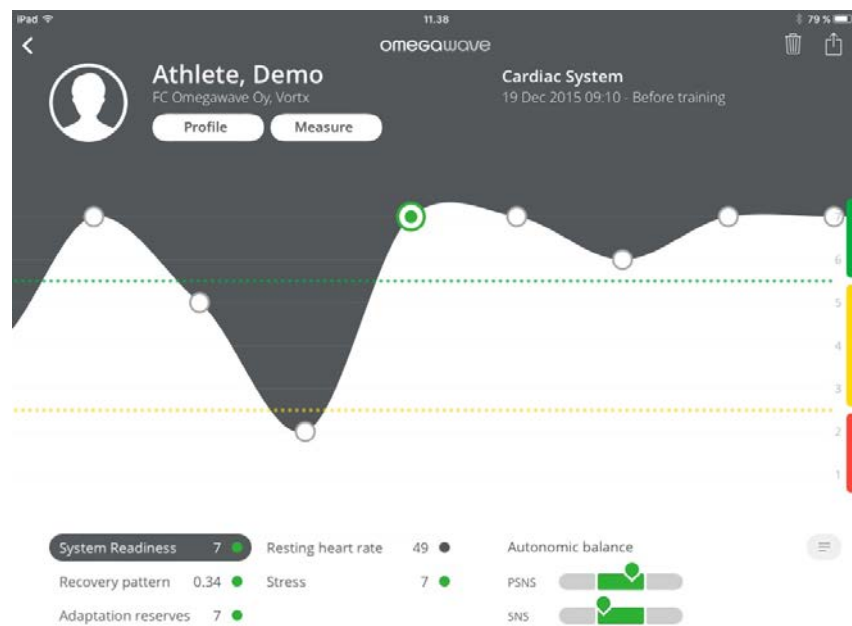 iPad 11.38 79 %
omegawave
Athlete, Demo
FC Omegawave Oy, Vortx
Profile Measure
Cardiac System
19 Dec 2015 09:10 - Before training
7
6
5
4
3
2
1
System Readiness 7
Recovery pattern 0.34
Adaptation reserves 7
Resting heart rate 49
Stress 7
Autonomic balance
PSNS
SNS